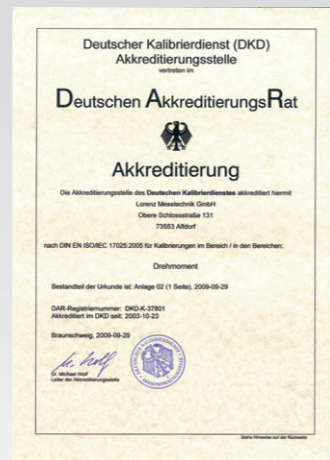 Deutscher Kalibrierdienst (DKD)
Akkreditierungsstelle
vertreten im
Deutschen AkkreditierungsRat
Akkreditierung
Die Akkreditierungsstelle des Deutschen Kalibrierdienstes akkreditiert hiermit
Lorenz Messtechnik GmbH
Obere Schlossstraße 131
73553 Alfdorf
nach DIN EN ISO/IEC 17025:2005 für Kalibrierungen im Bereich / in den Bereichen:
Drehmoment
Bestandteil der Urkunde ist: Anlage 02 (1 Seite), 2009-09-29
DAR-Registriernummer: DKD-K-37801
Akkreditiert im DKD seit: 2003-10-23
Braunschweig, 2009-09-29
Dr. Michael Wolf
Leiter der Akkreditierungsstelle
Siehe Hinweise auf der Rückseite